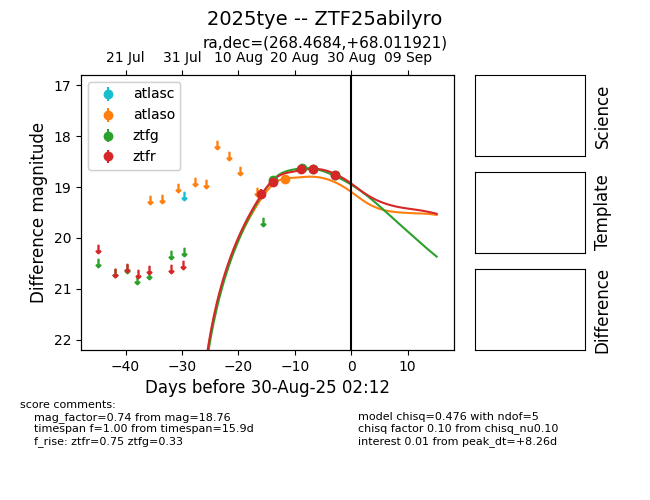 2025tye -- ZTF25abilyro
ra,dec=(268.4684,+68.011921)
21 Jul 31 Jul 10 Aug 20 Aug 30 Aug 09 Sep
17
18
19
20
21
22
Difference magnitude
atlasc
atlaso
ztfg
ztfr
−40 −30 −20 −10 0 10
Days before 30-Aug-25 02:12
Science
Template
Difference
score comments:
mag_factor=0.74 from mag=18.76
timespan f=1.00 from timespan=15.9d
f_rise: ztfr=0.75 ztfg=0.33
model chisq=0.476 with ndof=5
chisq factor 0.10 from chisq_nu0.10
interest 0.01 from peak_dt=+8.26d